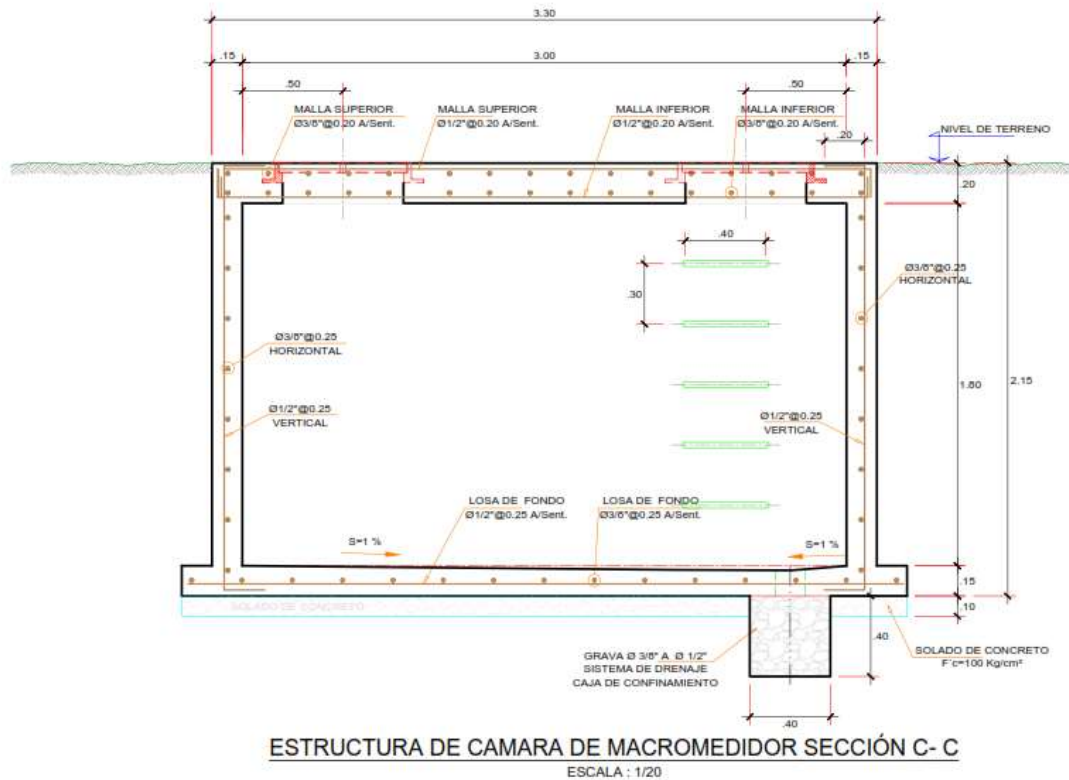 3.30
.15
3.00
.15
.50
.50
MALLA SUPERIOR
Ø3/8"@0.20 A/Sent.
MALLA SUPERIOR
Ø1/2"@0.20 A/Sent.
MALLA INFERIOR
Ø1/2"@0.20 A/Sent.
MALLA INFERIOR
Ø3/8"@0.20 A/Sent.
.20
NIVEL DE TERRENO
.20
.40
.30
Ø3/8"@0.25
HORIZONTAL
Ø3/8"@0.25
HORIZONTAL
1.80
2.15
Ø1/2"@0.25
VERTICAL
Ø1/2"@0.25
VERTICAL
LOSA DE FONDO
Ø1/2"@0.25 A/Sent.
LOSA DE FONDO
Ø3/8"@0.25 A/Sent.
S=1 %
S=1 %
.15
SOLADO DE CONCRETO
.10
.40
GRAVA Ø 3/8" A Ø 1/2"
SISTEMA DE DRENAJE
CAJA DE CONFINAMIENTO
SOLADO DE CONCRETO
F´c=100 Kg/cm²
.40
ESTRUCTURA DE CAMARA DE MACROMEDIDOR SECCIÓN C- C
ESCALA : 1/20